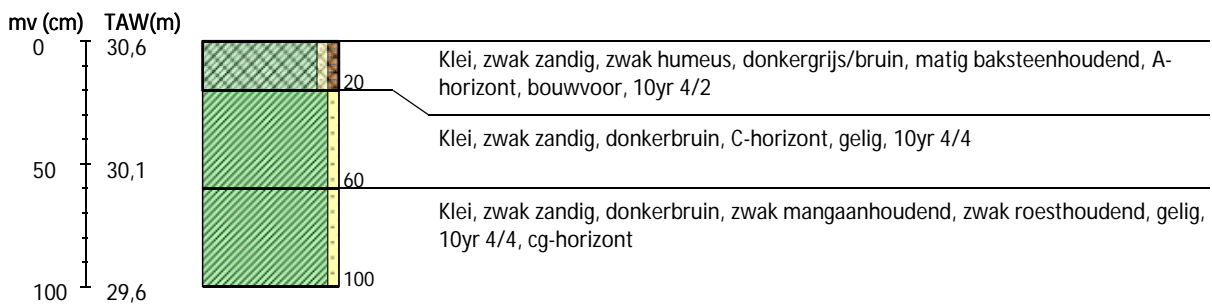 mv (cm) TAW(m)
0 30,6
Klei, zwak zandig, zwak humeus, donkergrijs/bruin, matig baksteenhoudend, A-
horizont, bouwvoor, 10yr 4/2
20
Klei, zwak zandig, donkerbruin, C-horizont, gelig, 10yr 4/4
50 30,1
60
Klei, zwak zandig, donkerbruin, zwak mangaanhoudend, zwak roesthoudend, gelig,
10yr 4/4, cg-horizont
100
100 29,6